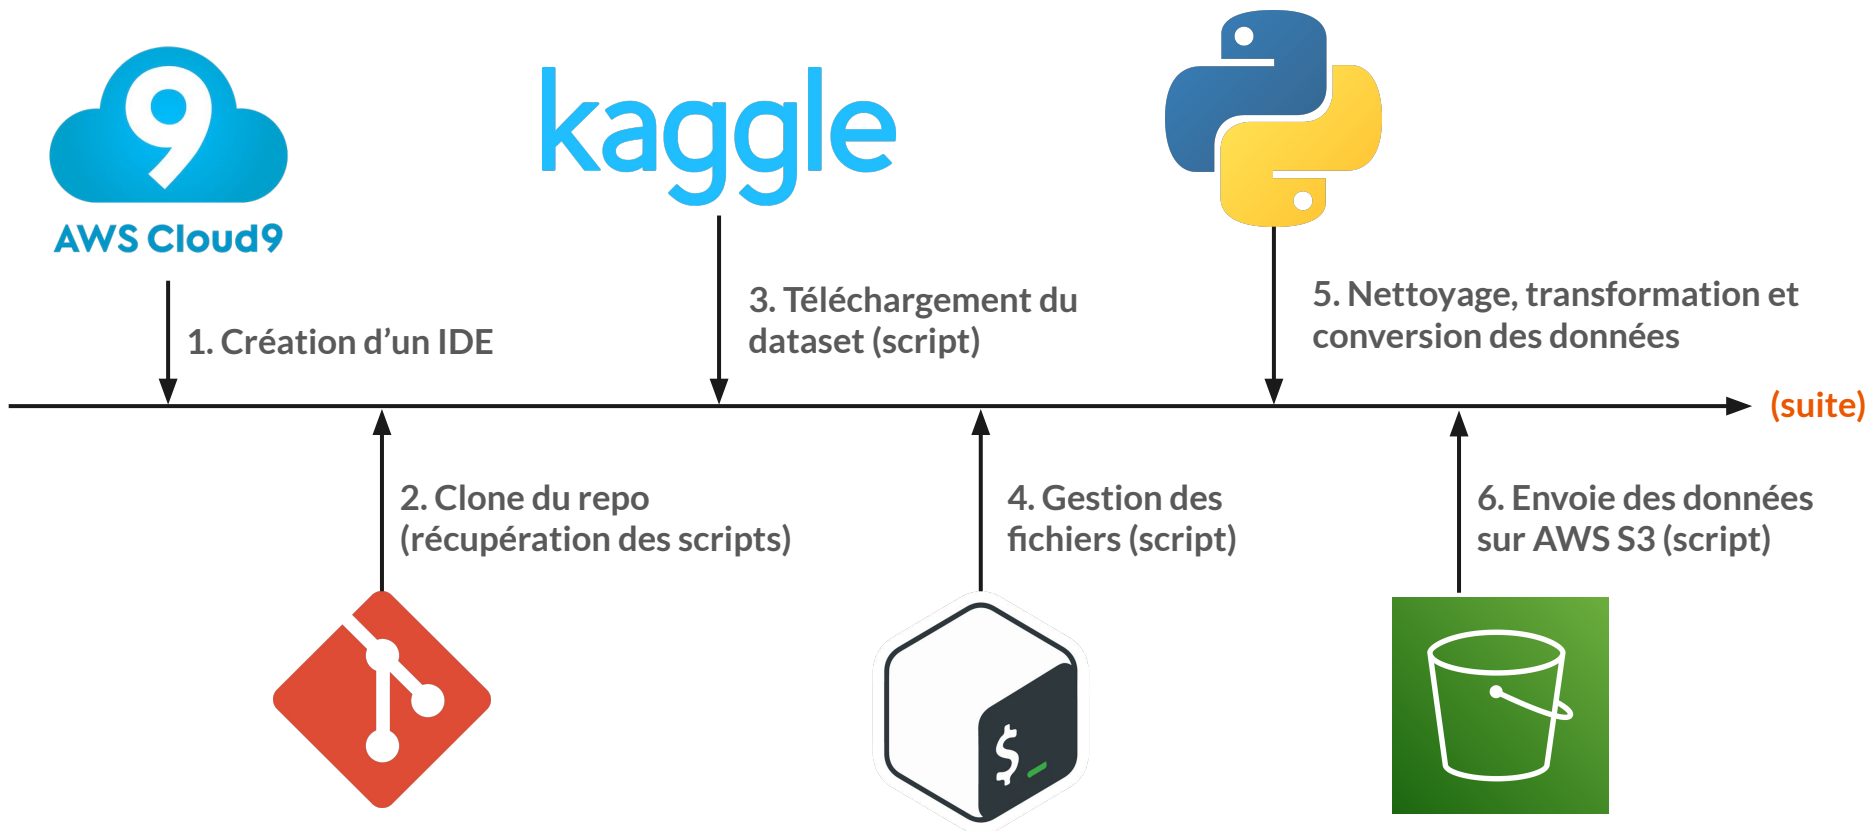 9
AWS Cloud9
kaggle
1. Création d’un IDE
3. Téléchargement du
dataset (script)
5. Nettoyage, transformation et
conversion des données
(suite)
2. Clone du repo
(récupération des scripts)
4. Gestion des
fichiers (script)
6. Envoie des données
sur AWS S3 (script)
$_